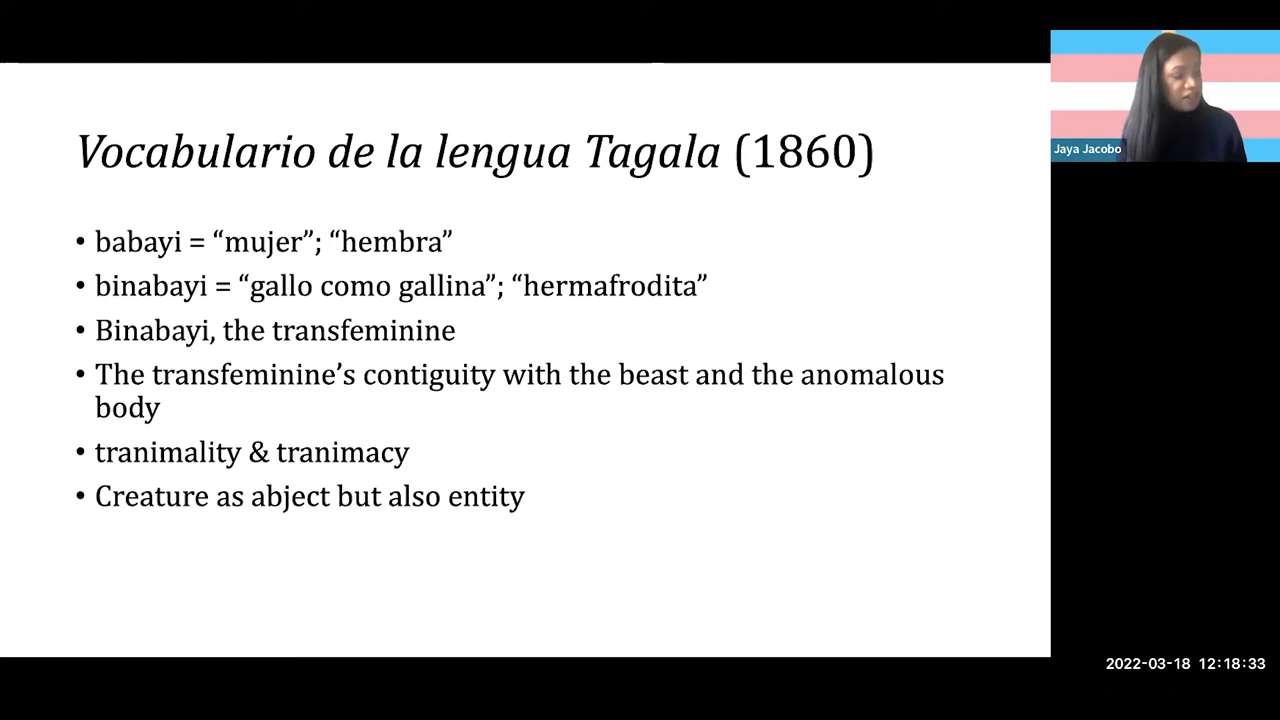 Vocabulario de la lengua Tagala (1860)
• babayi = “mujer”; “hembra”
• binabayi = “gallo como gallina”; “hermafrodita”
• Binabayi, the transfeminine
• The transfeminine’s contiguity with the beast and the anomalous
body
• tranimality & tranimacy
• Creature as abject but also entity
Jaya Jacobo
2022-03-18 12:18:33